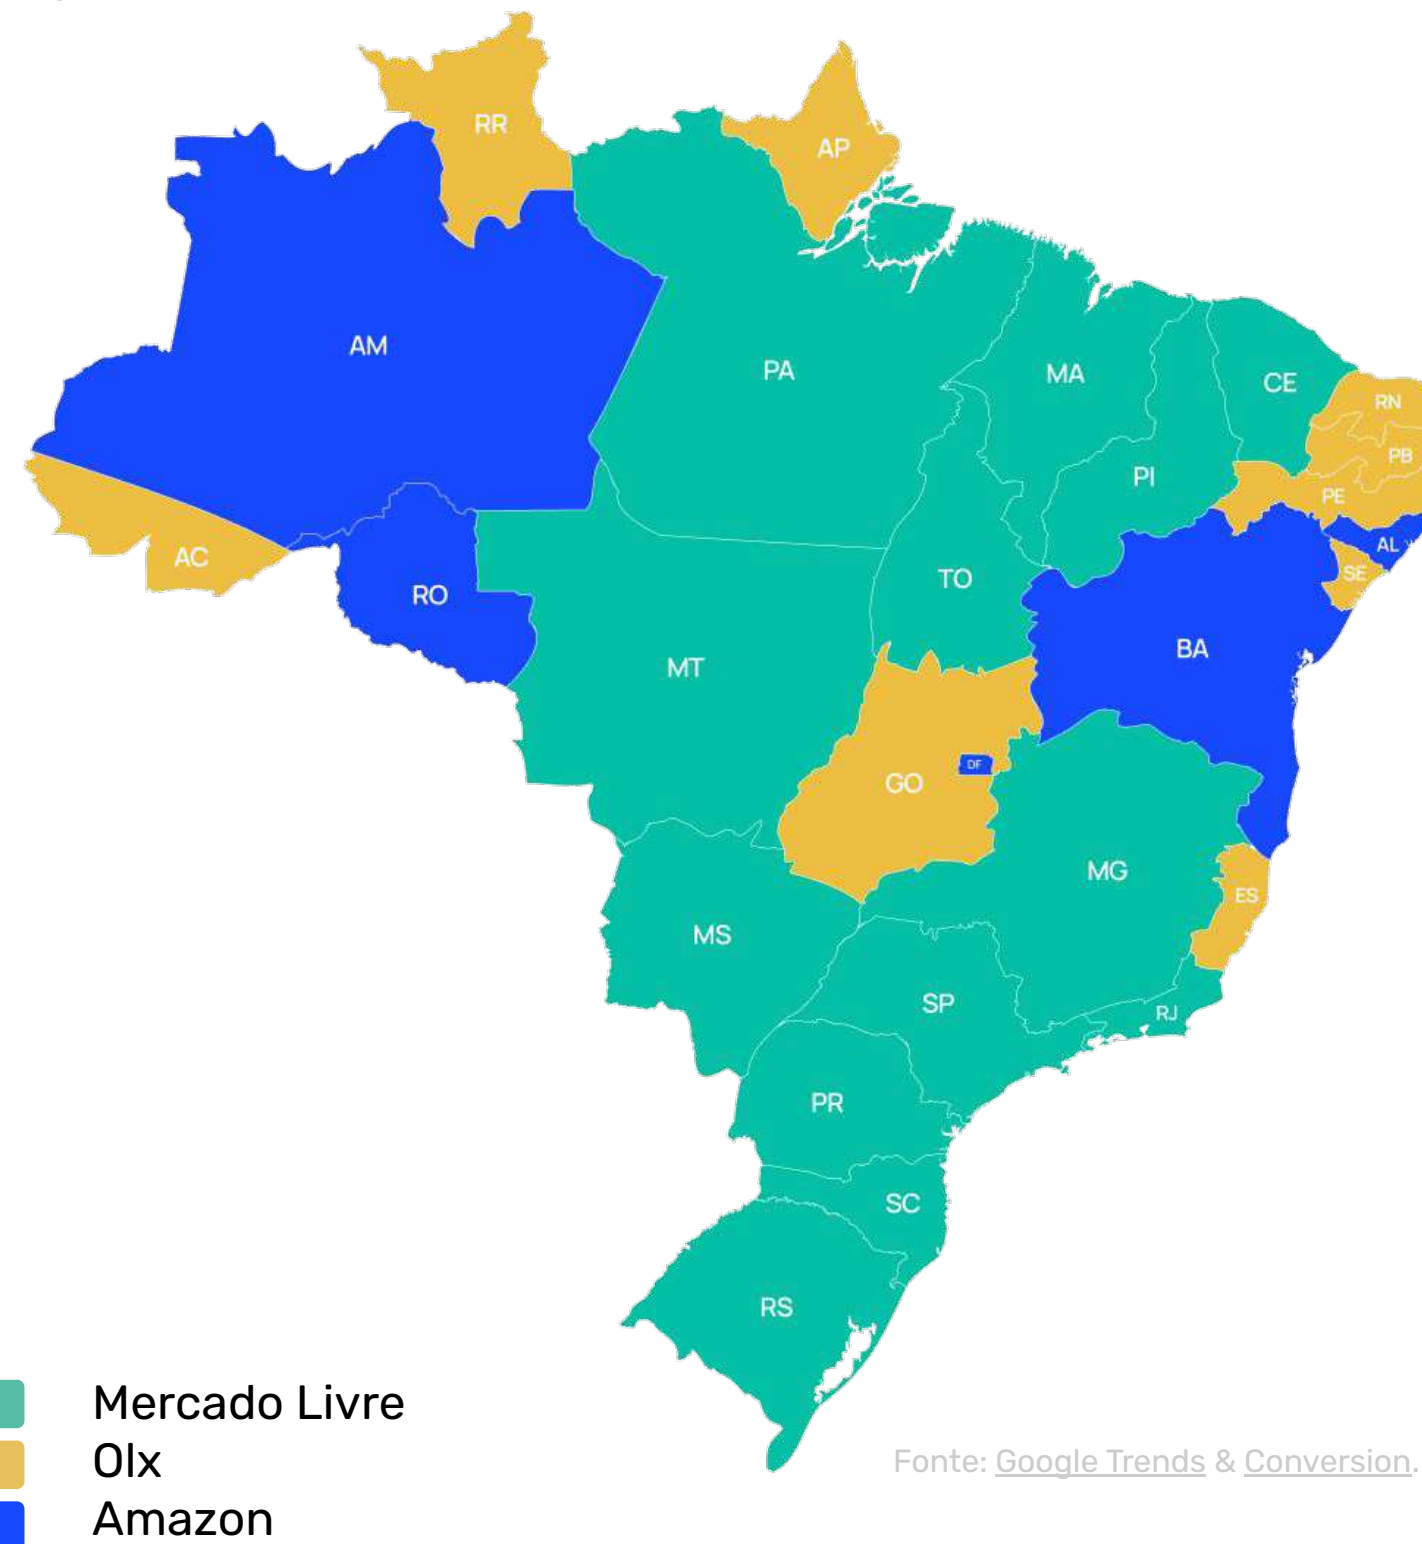 RR
AP
AM
PA
MA
CE
RN
PB
PI
PE
AL
AC
SE
TO
RO
BA
MT
DF
GO
MG
ES
MS
SP
RJ
PR
SC
RS
Mercado Livre
Olx
Fonte: Google Trends & Conversion.
Amazon